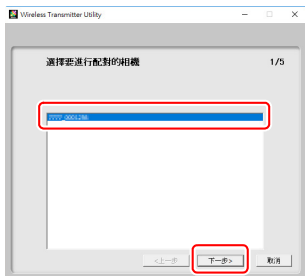 Wireless Transmitter Utility
選擇要進行配對的相機
1/5
<上一步
下一步>
取消